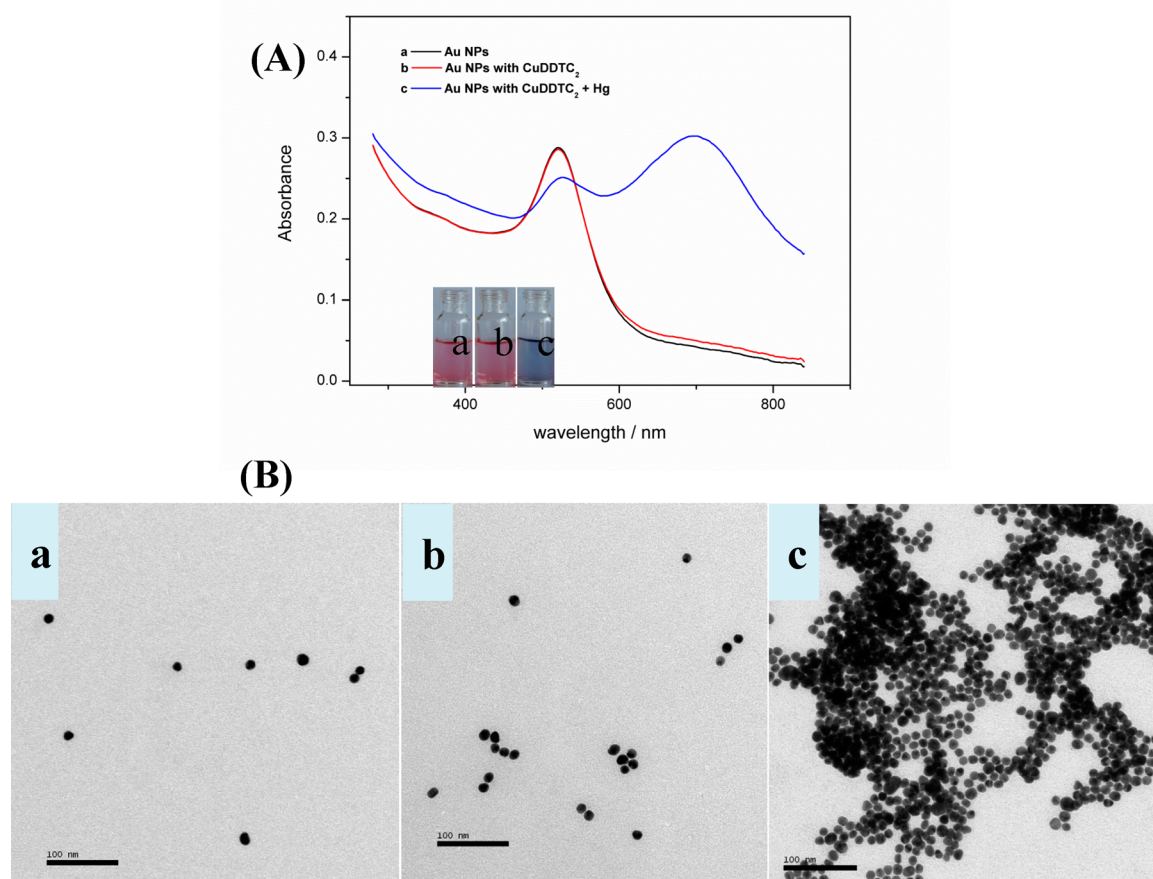 (A)
a Au NPs
b Au NPs with CuDDTC₂
c Au NPs with CuDDTC₂ + Hg
0.4
0.3
0.2
0.1
0.0
Absorbance
a b c
400 600 800
wavelength / nm
(B)
a b c
100 nm 100 nm 100 nm